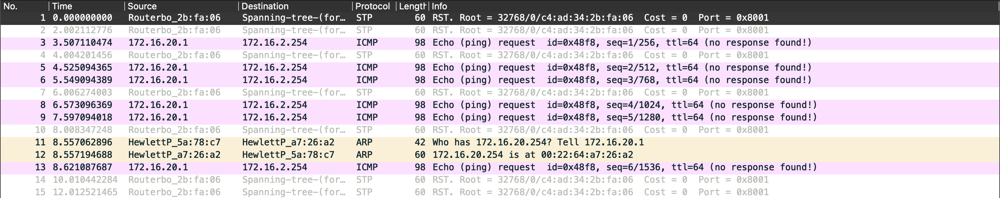 No. Time Source Destination Protocol Length Info
1 0.000000000 Routerbo_2b:fa:06 Spanning-tree-(for… STP 60 RST. Root = 32768/0/c4:ad:34:2b:fa:06 Cost = 0 Port = 0x8001
2 2.002112776 Routerbo_2b:fa:06 Spanning-tree-(for… STP 60 RST. Root = 32768/0/c4:ad:34:2b:fa:06 Cost = 0 Port = 0x8001
3 3.507110474 172.16.20.1 172.16.2.254 ICMP 98 Echo (ping) request id=0x48f8, seq=1/256, ttl=64 (no response found!)
4 4.004201456 Routerbo_2b:fa:06 Spanning-tree-(for… STP 60 RST. Root = 32768/0/c4:ad:34:2b:fa:06 Cost = 0 Port = 0x8001
5 4.525094365 172.16.20.1 172.16.2.254 ICMP 98 Echo (ping) request id=0x48f8, seq=2/512, ttl=64 (no response found!)
6 5.549094389 172.16.20.1 172.16.2.254 ICMP 98 Echo (ping) request id=0x48f8, seq=3/768, ttl=64 (no response found!)
7 6.006274003 Routerbo_2b:fa:06 Spanning-tree-(for… STP 60 RST. Root = 32768/0/c4:ad:34:2b:fa:06 Cost = 0 Port = 0x8001
8 6.573096369 172.16.20.1 172.16.2.254 ICMP 98 Echo (ping) request id=0x48f8, seq=4/1024, ttl=64 (no response found!)
9 7.597094018 172.16.20.1 172.16.2.254 ICMP 98 Echo (ping) request id=0x48f8, seq=5/1280, ttl=64 (no response found!)
10 8.008347248 Routerbo_2b:fa:06 Spanning-tree-(for… STP 60 RST. Root = 32768/0/c4:ad:34:2b:fa:06 Cost = 0 Port = 0x8001
11 8.557062896 HewlettP_5a:78:c7 HewlettP_a7:26:a2 ARP 42 Who has 172.16.20.254? Tell 172.16.20.1
12 8.557194688 HewlettP_a7:26:a2 HewlettP_5a:78:c7 ARP 60 172.16.20.254 is at 00:22:64:a7:26:a2
13 8.621087687 172.16.20.1 172.16.2.254 ICMP 98 Echo (ping) request id=0x48f8, seq=6/1536, ttl=64 (no response found!)
14 10.010442284 Routerbo_2b:fa:06 Spanning-tree-(for… STP 60 RST. Root = 32768/0/c4:ad:34:2b:fa:06 Cost = 0 Port = 0x8001
15 12.012521465 Routerbo_2b:fa:06 Spanning-tree-(for… STP 60 RST. Root = 32768/0/c4:ad:34:2b:fa:06 Cost = 0 Port = 0x8001